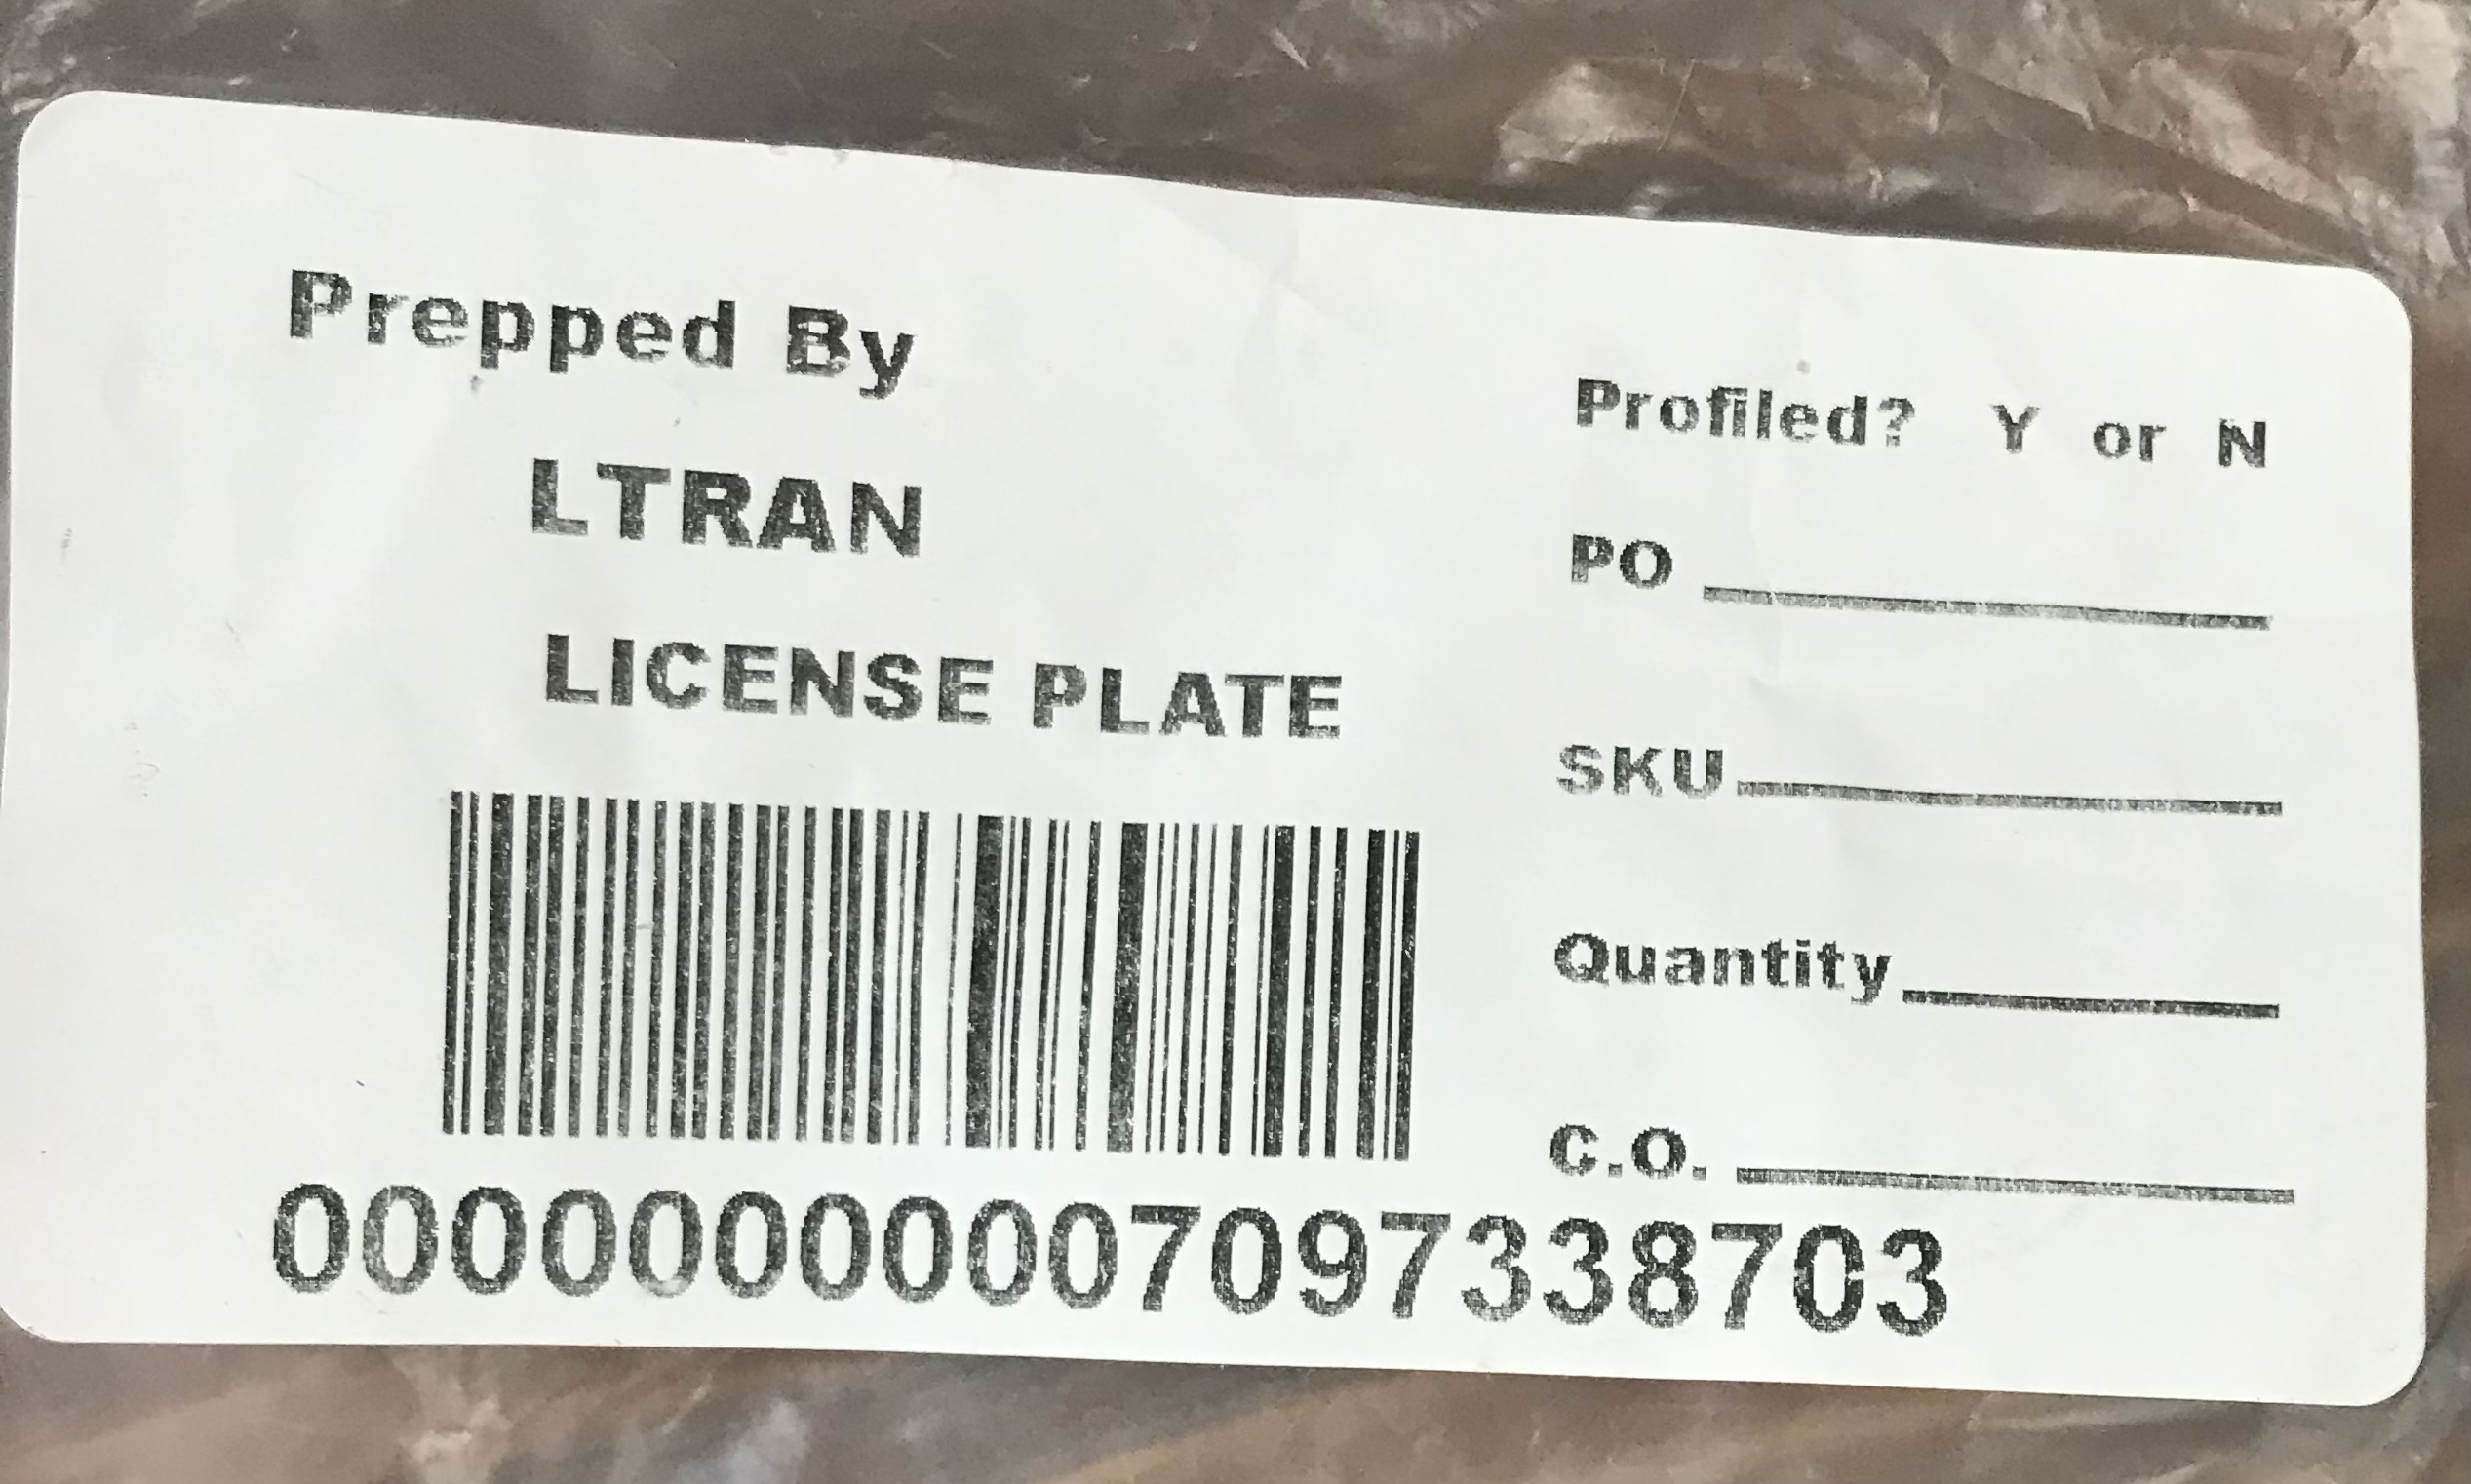 Prepped By
LTRAN
LICENSE PLATE
00000000007097338703
Profiled? Y or N
PO
SKU
Quantity
C.O.